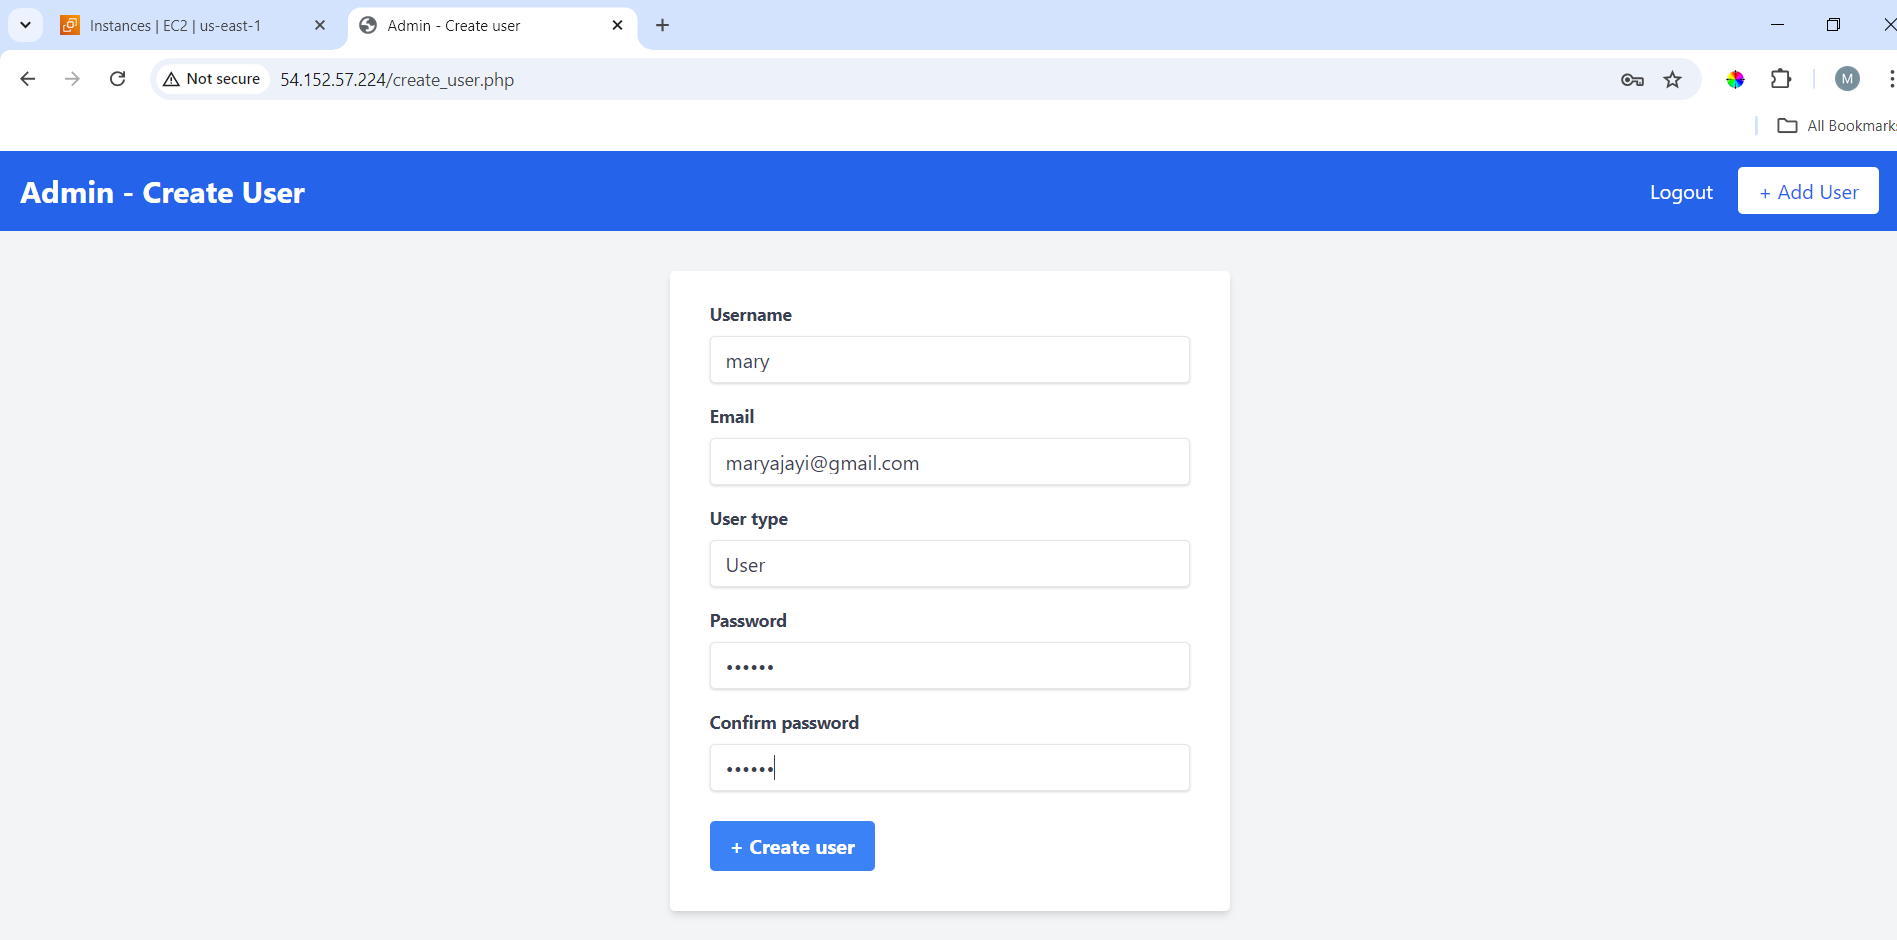 Instances | EC2 | us-east-1
Admin - Create user
Not secure
54.152.57.224/create_user.php
M
All Bookmarks
Admin - Create User
Logout
+ Add User
Username
mary
Email
maryajayi@gmail.com
User type
User
Password
••••••
Confirm password
••••••
+ Create user